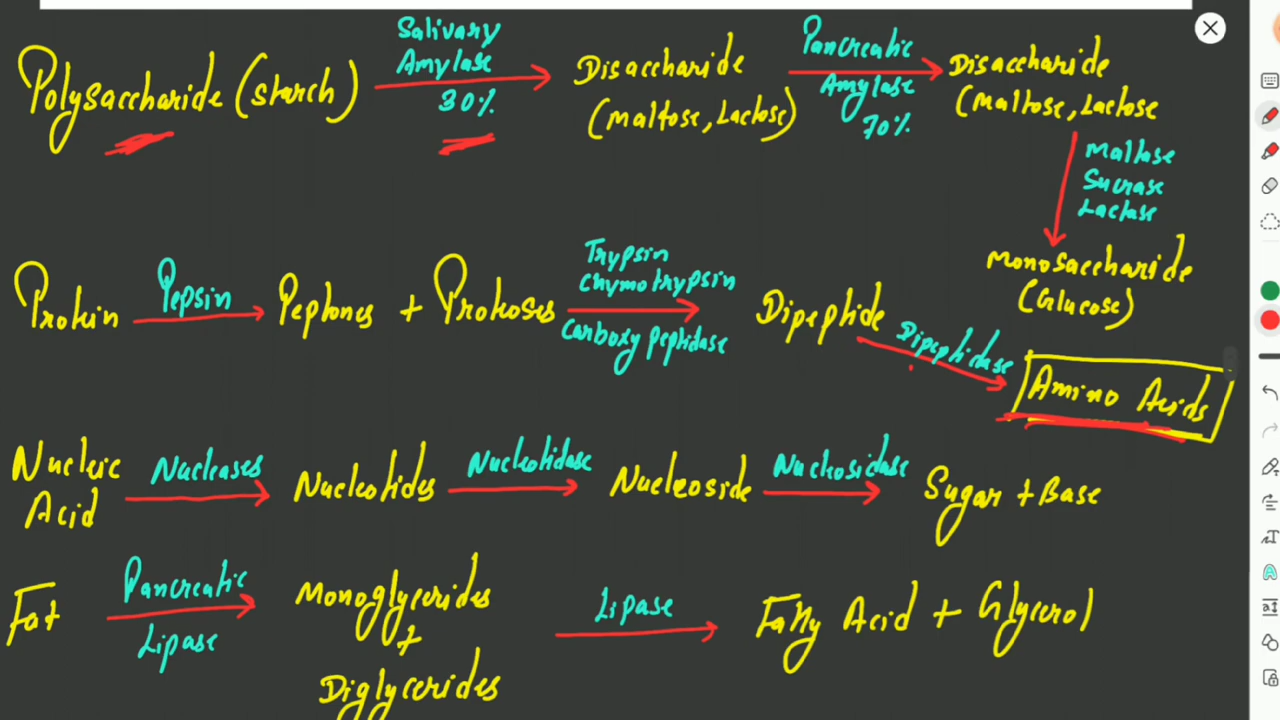 Polysaccharide (starch) Salivary Amylase 30% Disaccharide (Maltose, Lactose) Pancreatic Amylase 70% Disaccharide (Maltose, Lactose
Maltase
Sucrase
Lactase
Monosaccharide
(Glucose)
Protein Pepsin Peptones + Proteoses Trypsin Chymotrypsin Carboxy peptidase Dipeptide Dipeptidase Amino Acids
Nucleic Acid Nucleases Nucleotides Nucleotidase Nucleoside Nucleosidase Sugar + Base
Fat Pancreatic Lipase Monoglycerides + Diglycerides Lipase Fatty Acid + Glycerol